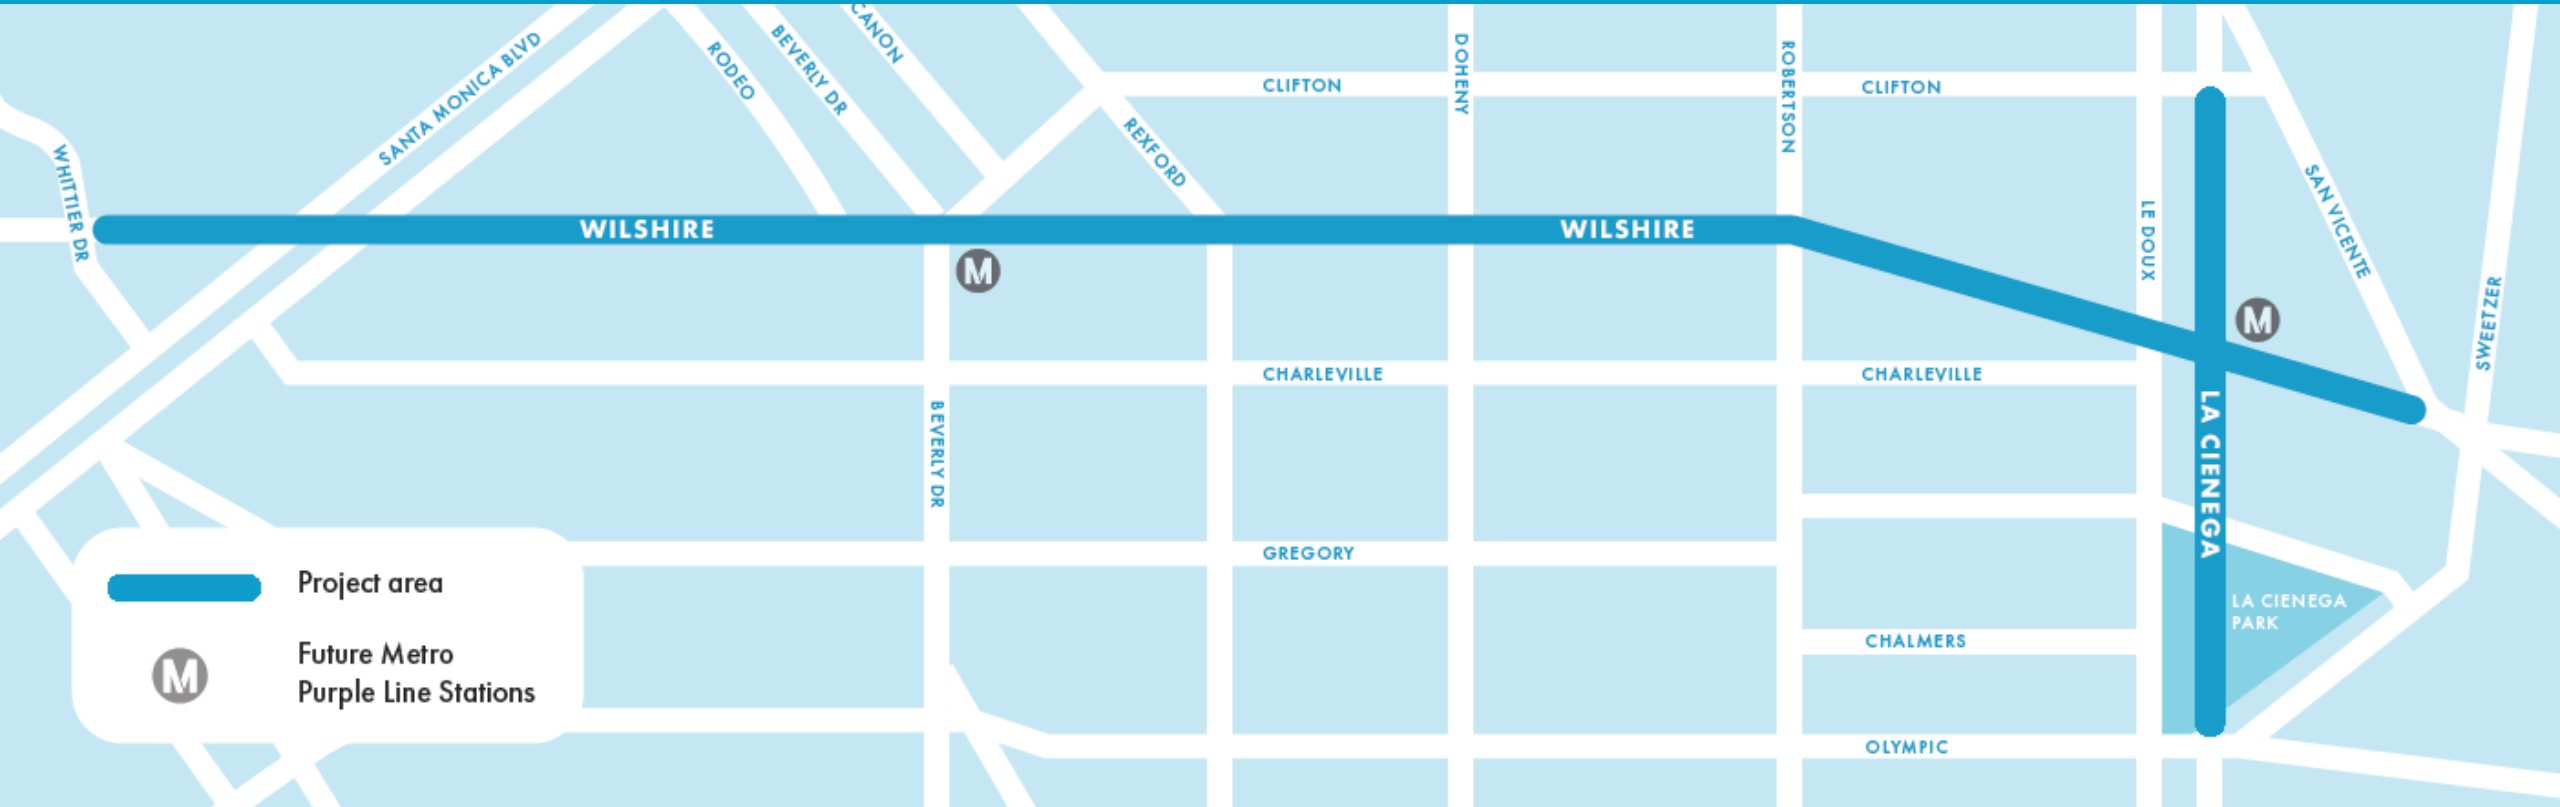 SANTA MONICA BLVD
RODEO
BEVERLY DR
CANON
REXFORD
CLIFTON
DOHENY
ROBERTSON
CLIFTON
LE DOUX
SAN VICENTE
SWEETZER
WHITTIER DR
WILSHIRE
WILSHIRE
M
M
CHARLEVILLE
CHARLEVILLE
BEVERLY DR
LA CIENEGA
GREGORY
LA CIENEGA
PARK
CHALMERS
OLYMPIC
Project area
M
Future Metro
Purple Line Stations